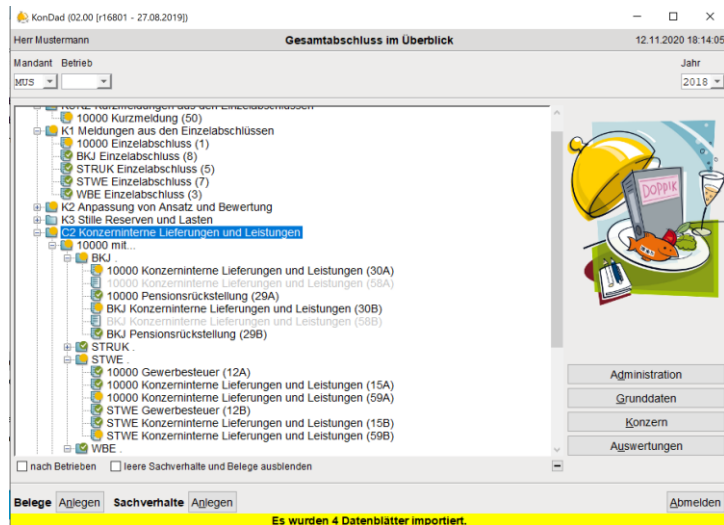 KonDad (02.00 [r16801 - 27.08.2019])
Herr Mustermann Gesamtabschluss im Überblick 12.11.2020 18:14:05
Mandant Betrieb Jahr
MUS 2018
KURZ Kurzmeldungen aus den Einzelabschlüssen
10000 Kurzmeldung (50)
K1 Meldungen aus den Einzelabschlüssen
10000 Einzelabschluss (1)
BKJ Einzelabschluss (8)
STRUK Einzelabschluss (5)
STWE Einzelabschluss (7)
WBE Einzelabschluss (3)
K2 Anpassung von Ansatz und Bewertung
K3 Stille Reserven und Lasten
C2 Konzerninterne Lieferungen und Leistungen
10000 mit...
BKJ .
10000 Konzerninterne Lieferungen und Leistungen (30A)
10000 Konzerninterne Lieferungen und Leistungen (58A)
10000 Pensionsrückstellung (29A)
BKJ Konzerninterne Lieferungen und Leistungen (30B)
BKJ Konzerninterne Lieferungen und Leistungen (58B)
BKJ Pensionsrückstellung (29B)
STRUK .
STWE .
10000 Gewerbesteuer (12A)
10000 Konzerninterne Lieferungen und Leistungen (15A)
10000 Konzerninterne Lieferungen und Leistungen (59A)
STWE Gewerbesteuer (12B)
STWE Konzerninterne Lieferungen und Leistungen (15B)
STWE Konzerninterne Lieferungen und Leistungen (59B)
WBE .
DOPPIK
Administration
Grunddaten
Konzern
Auswertungen
nach Betrieben leere Sachverhalte und Belege ausblenden
Belege Anlegen Sachverhalte Anlegen Abmelden
Es wurden 4 Datenblätter importiert.